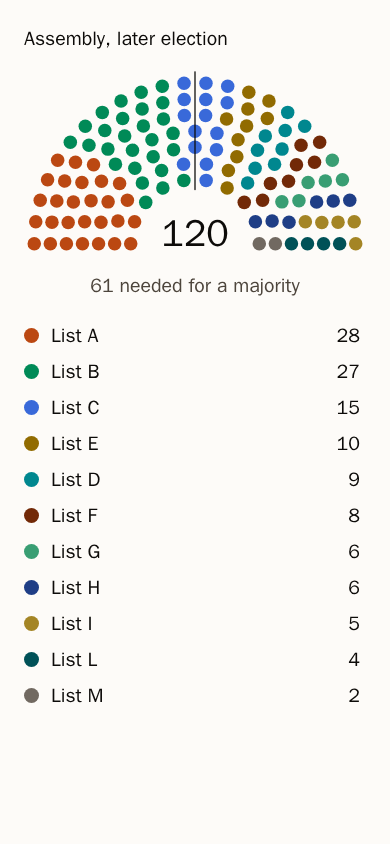 Assembly, later election
120
61 needed for a majority
List A 28
List B 27
List C 15
List E 10
List D 9
List F 8
List G 6
List H 6
List I 5
List L 4
List M 2